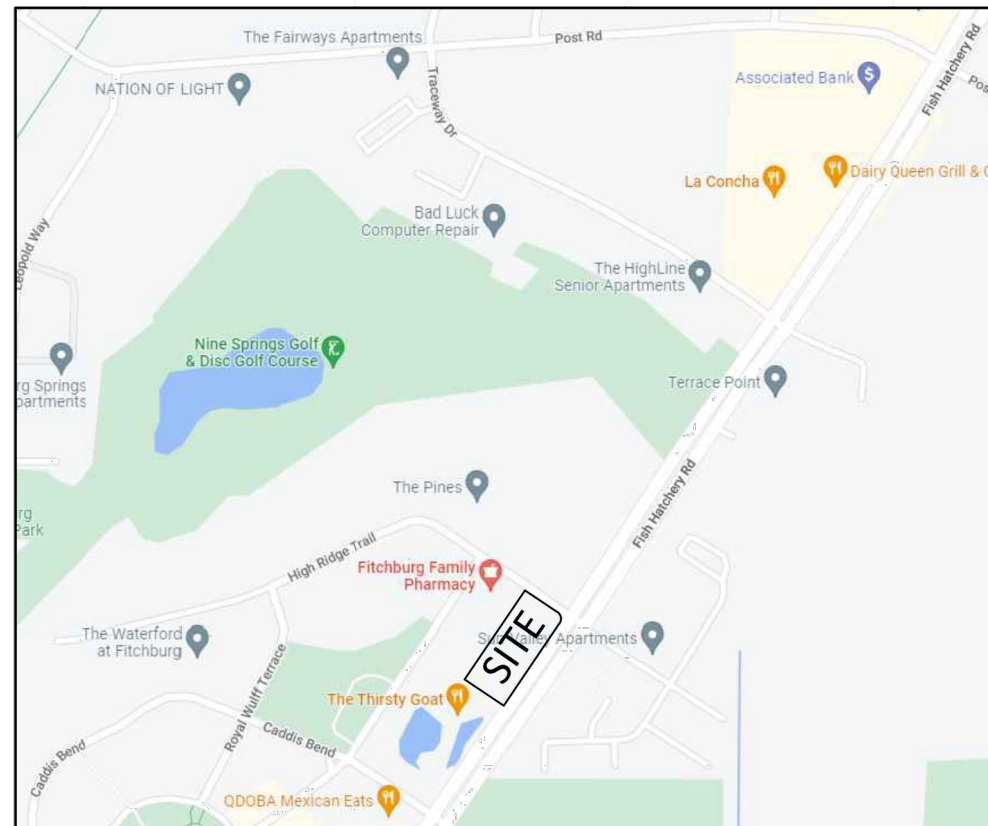 The Fairways Apartments
Post Rd
Fish Hatchery Rd
NATION OF LIGHT
Associated Bank
$
Traceway Dr
La Concha
Dairy Queen Grill &
Leopold Way
Bad Luck
Computer Repair
The HighLine
Senior Apartments
Nine Springs Golf
& Disc Golf Course
Terrace Point
rg Springs
partments
Fish Hatchery Rd
The Pines
rg
Park
High Ridge Trail
Fitchburg Family
Pharmacy
The Waterford
at Fitchburg
SITE
Sun Valley Apartments
Royal Wulff Terrace
The Thirsty Goat
Caddis Bend
Caddis Bend
QDOBA Mexican Eats